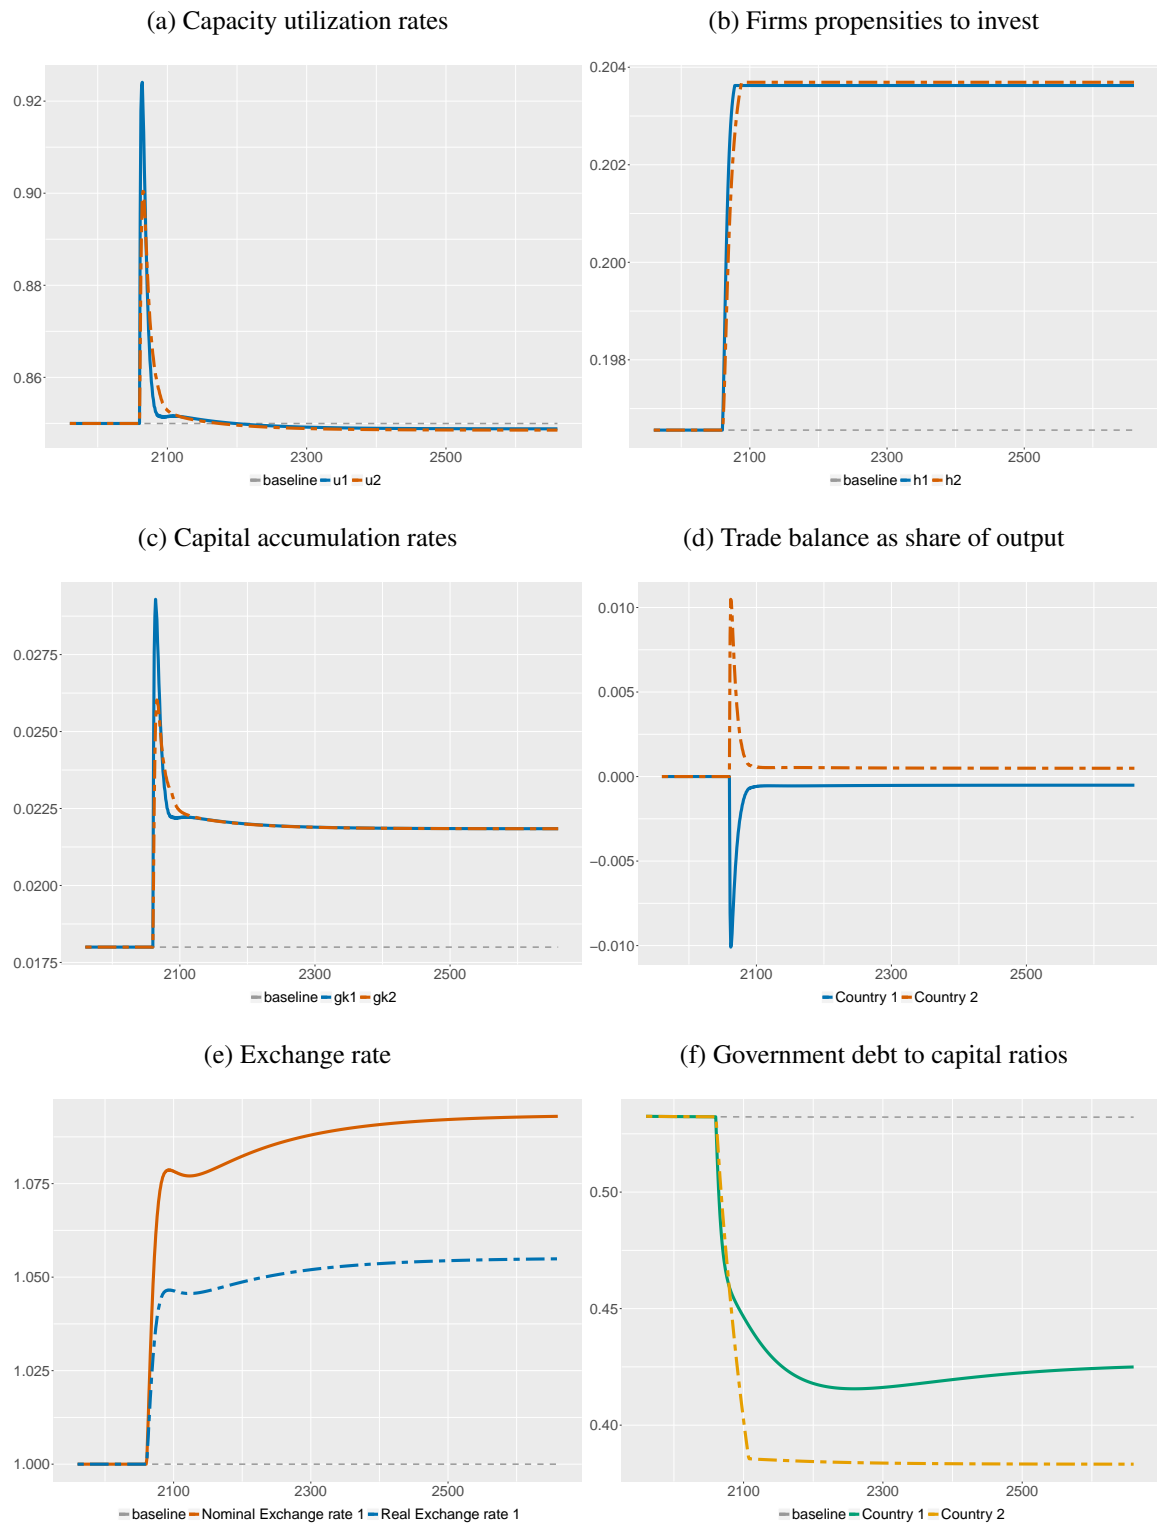 (a) Capacity utilization rates
0.92
0.90
0.88
0.86
2100 2300 2500
baseline u1 u2
(b) Firms propensities to invest
0.204
0.202
0.200
0.198
2100 2300 2500
baseline h1 h2
(c) Capital accumulation rates
0.0275
0.0250
0.0225
0.0200
0.0175
2100 2300 2500
baseline gk1 gk2
(d) Trade balance as share of output
0.010
0.005
0.000
−0.005
−0.010
2100 2300 2500
Country 1 Country 2
(e) Exchange rate
1.075
1.050
1.025
1.000
2100 2300 2500
baseline Nominal Exchange rate 1 Real Exchange rate 1
(f) Government debt to capital ratios
0.50
0.45
0.40
2100 2300 2500
baseline Country 1 Country 2